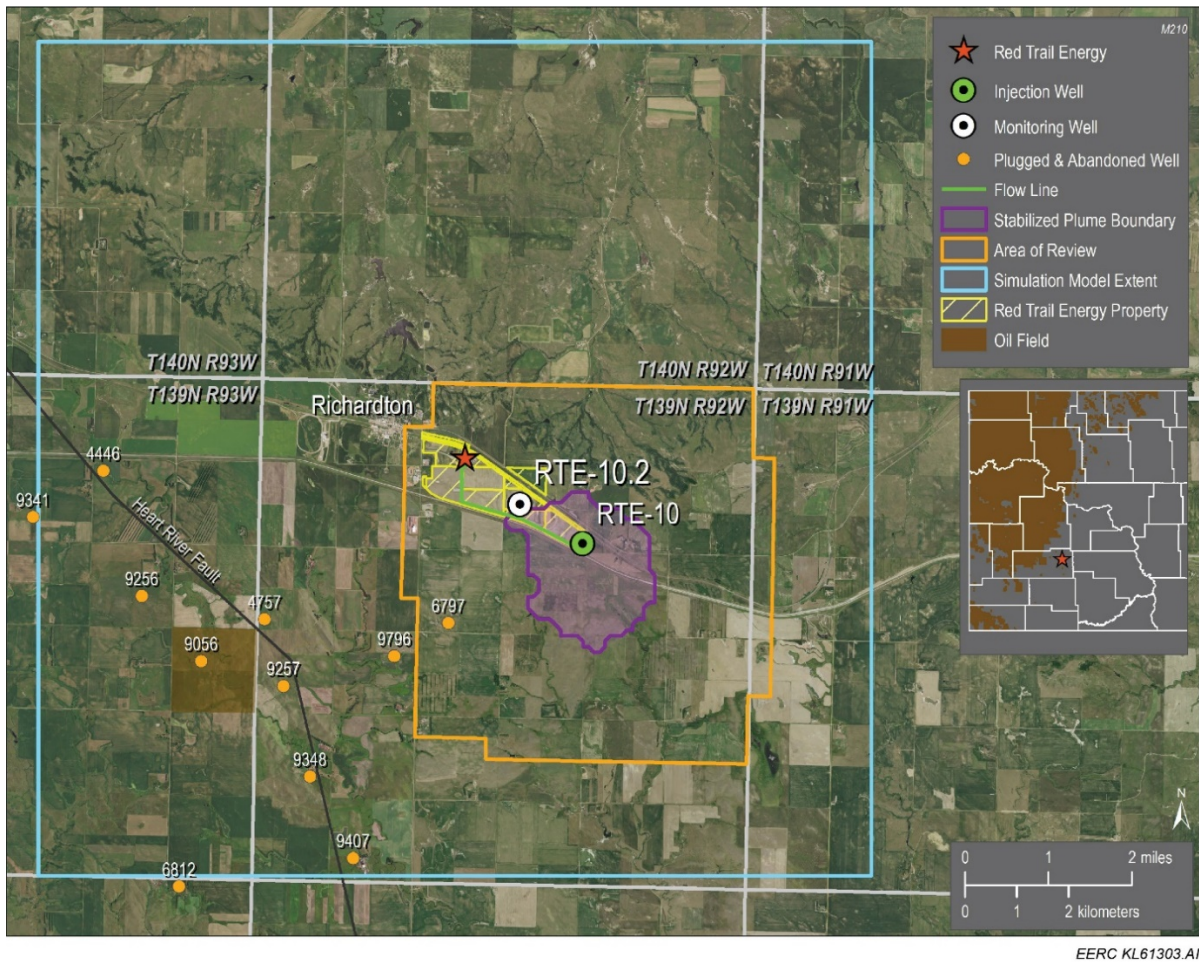 M210
Red Trail Energy
Injection Well
Monitoring Well
Plugged & Abandoned Well
Flow Line
Stabilized Plume Boundary
Area of Review
Simulation Model Extent
Red Trail Energy Property
Oil Field
T140N R93W
T140N R92W
T140N R91W
T139N R93W
Richardton
T139N R92W
T139N R91W
4446
RTE-10.2
9341
RTE-10
Heart River Fault
9256
4757
6797
9056
9796
9257
9348
9407
6812
N
0 1 2 miles
0 1 2 kilometers
EERC KL61303.AI